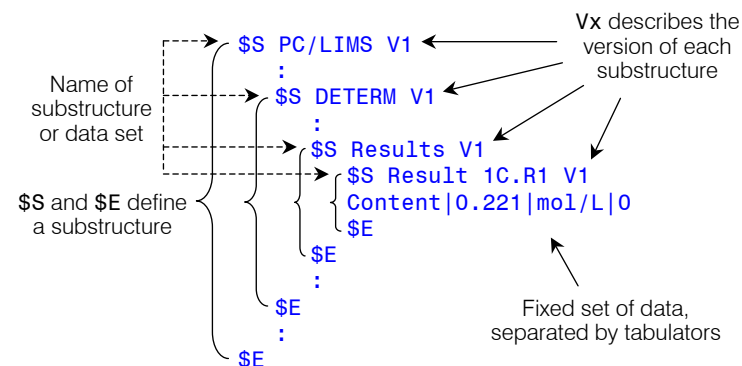 Vx describes the
version of each
substructure
$S PC/LIMS V1
:
Name of
substructure
or data set
$S DETERM V1
:
$S Results V1
$S Result 1C.R1 V1
$S and $E define
a substructure
Content|0.221|mol/L|0
$E
$E
:
$E
:
$E
Fixed set of data,
separated by tabulators